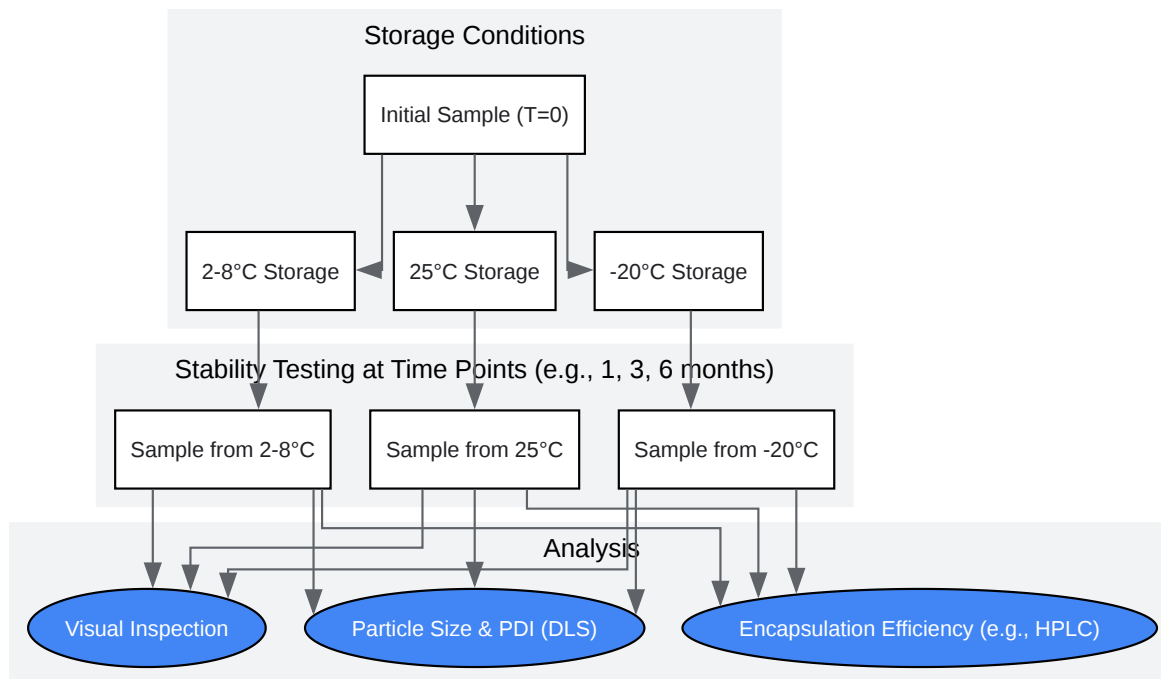 Storage Conditions
Initial Sample (T=0)
2-8°C Storage
25°C Storage
-20°C Storage
Stability Testing at Time Points (e.g., 1, 3, 6 months)
Sample from 2-8°C
Sample from 25°C
Sample from -20°C
Analysis
Visual Inspection
Particle Size & PDI (DLS)
Encapsulation Efficiency (e.g., HPLC)